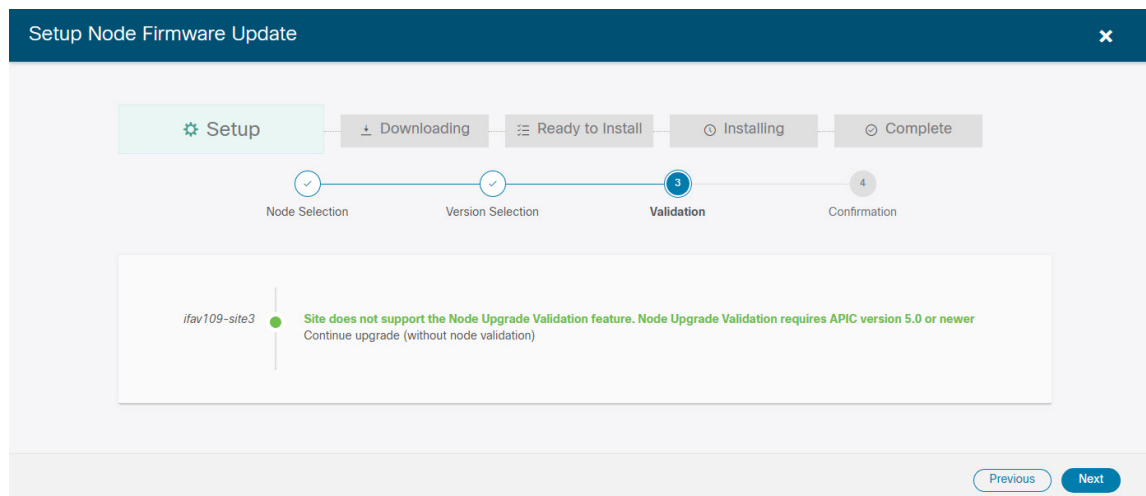 Setup Node Firmware Update
Setup
Downloading
Ready to Install
Installing
Complete
3
4
Node Selection
Version Selection
Validation
Confirmation
ifav109-site3
Site does not support the Node Upgrade Validation feature. Node Upgrade Validation requires APIC version 5.0 or newer
Continue upgrade (without node validation)
Previous
Next